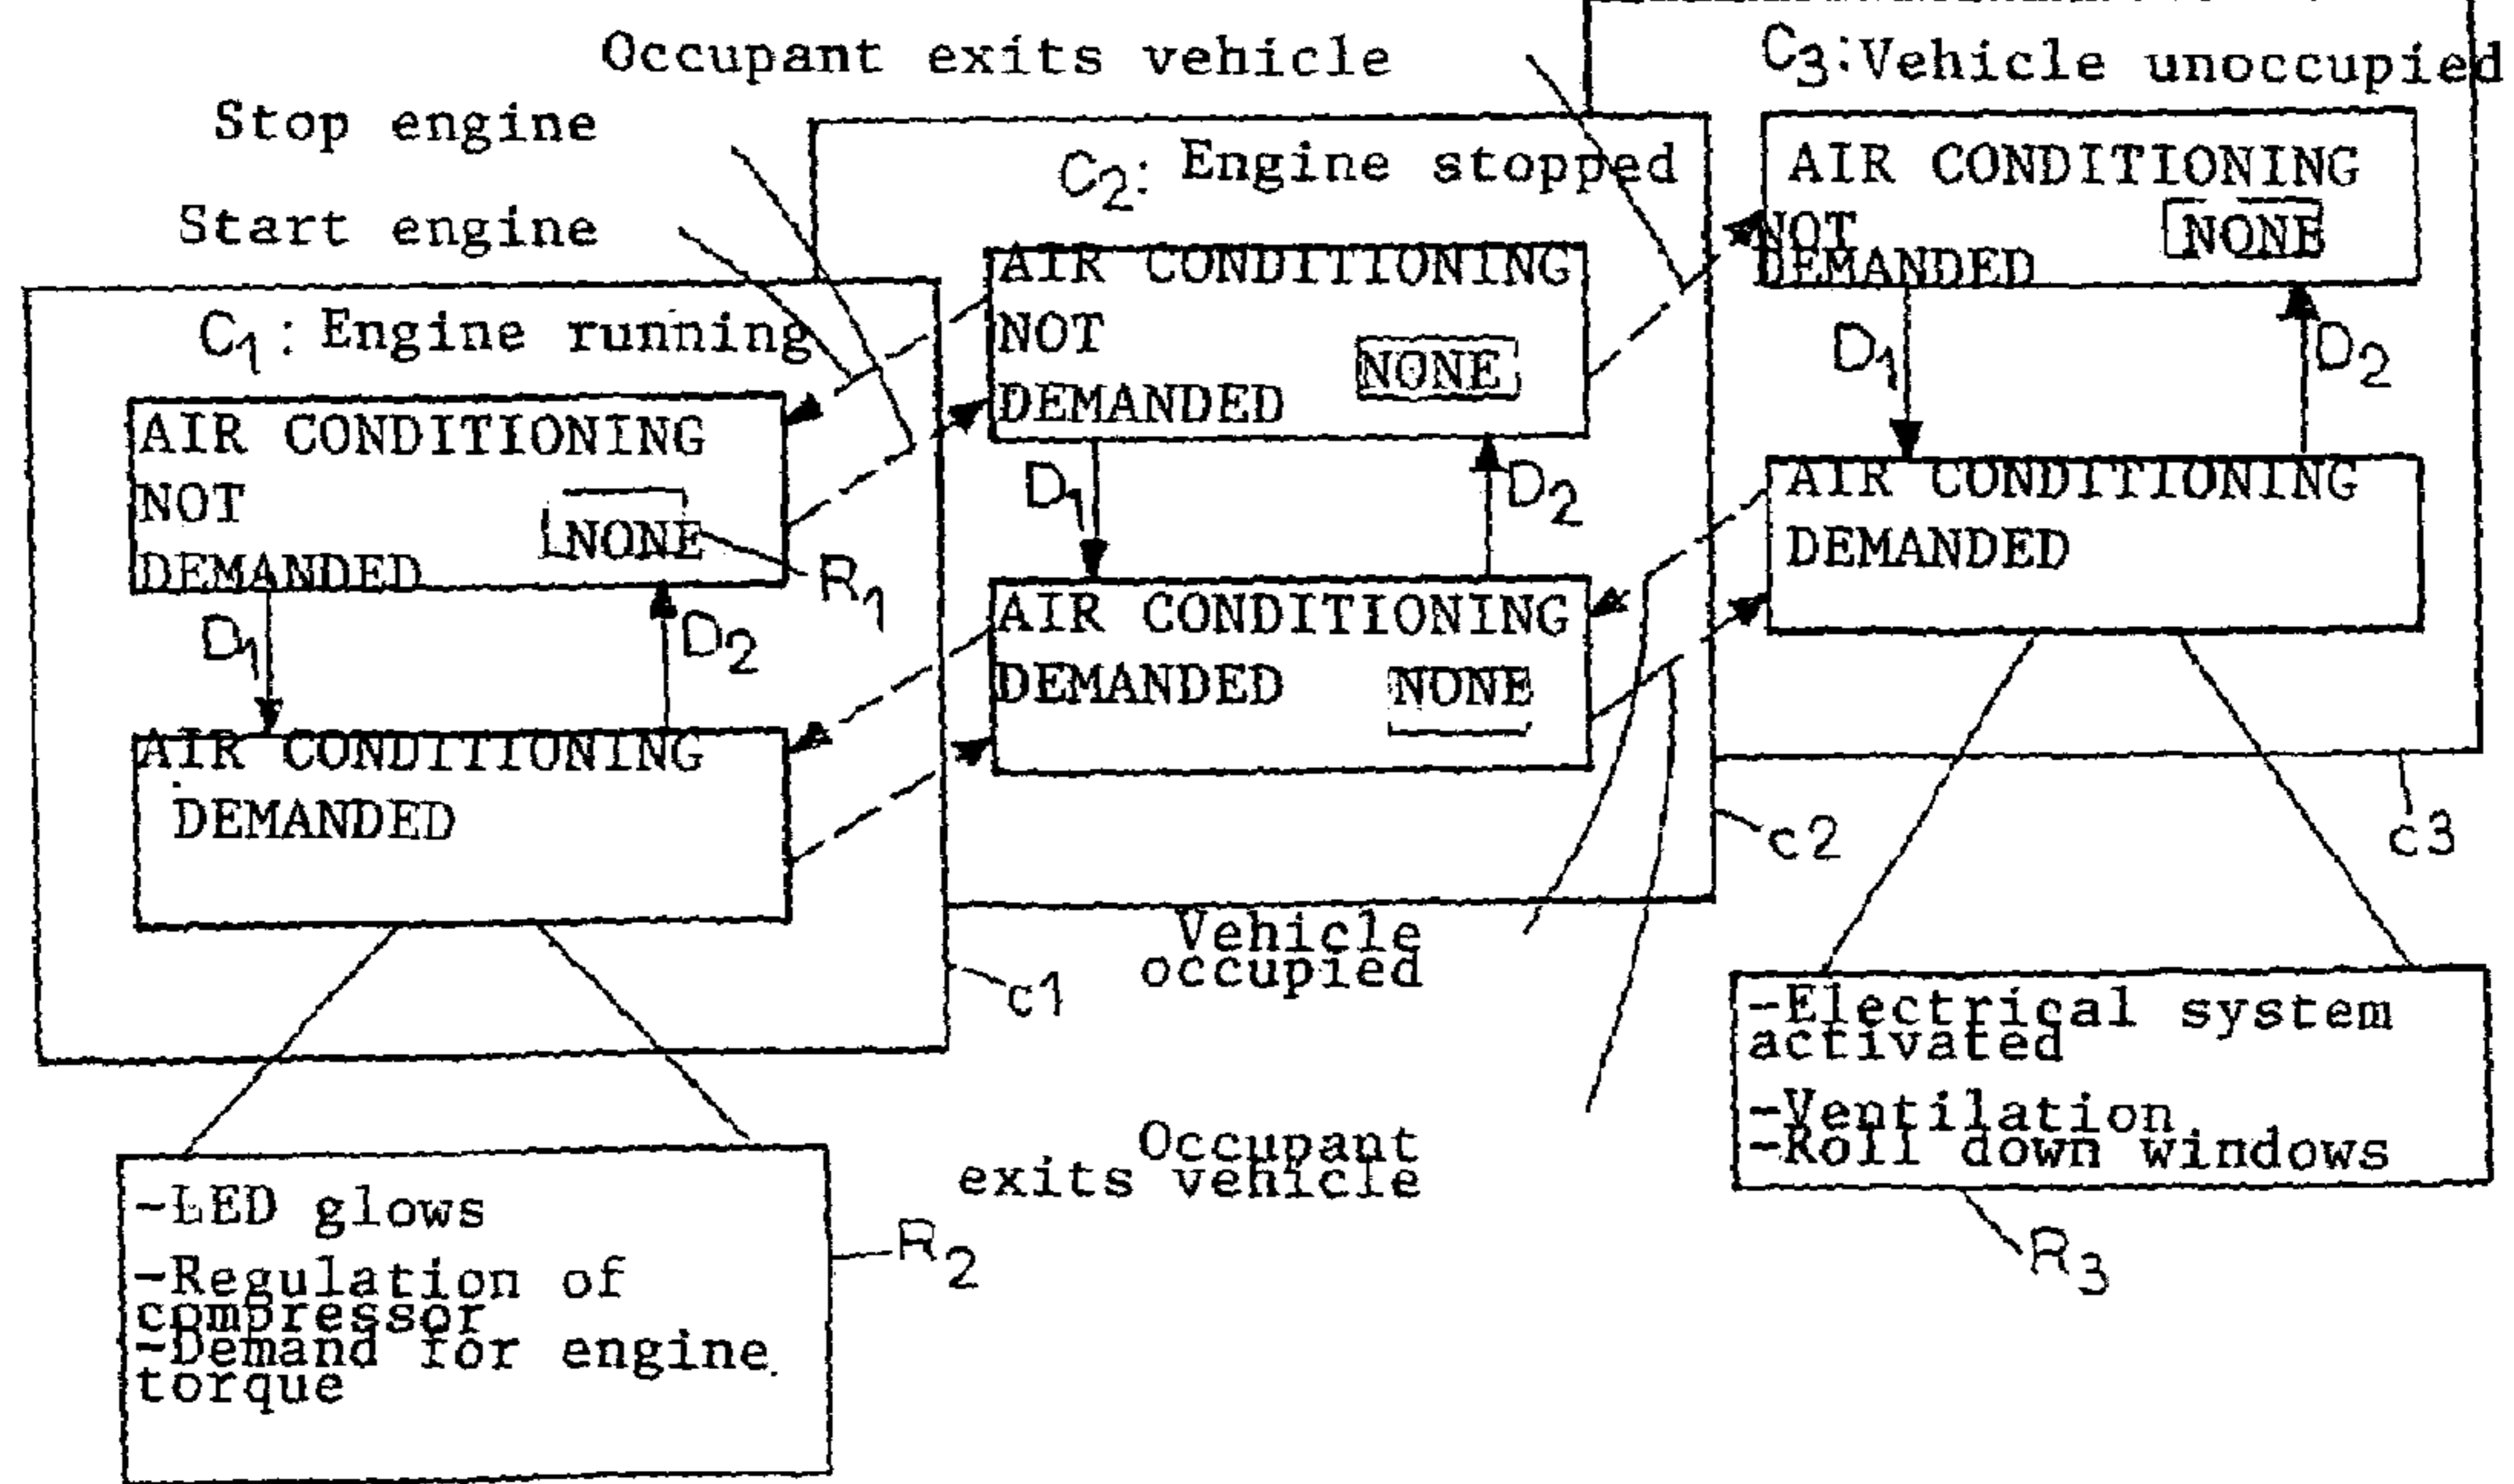 Occupant exits vehicle
Stop engine
Start engine
C3:Vehicle unoccupied
AIR CONDITIONING
NOT
NONE
DEMANDED
D1
D2
AIR CONDITIONING
DEMANDED
C2: Engine stopped
AIR CONDITIONING
NOT
NONE
DEMANDED
D1
D2
AIR CONDITIONING
DEMANDED NONE
C1: Engine running
AIR CONDITIONING
NOT
NONE
DEMANDED
R1
D1
D2
AIR CONDITIONING
DEMANDED
c2
c3
Vehicle
occupied
c1
Occupant
exits vehicle
-Electrical system
activated
-Ventilation
-Roll down windows
R3
-LED glows
-Regulation of
compressor
-Demand for engine
torque
R2